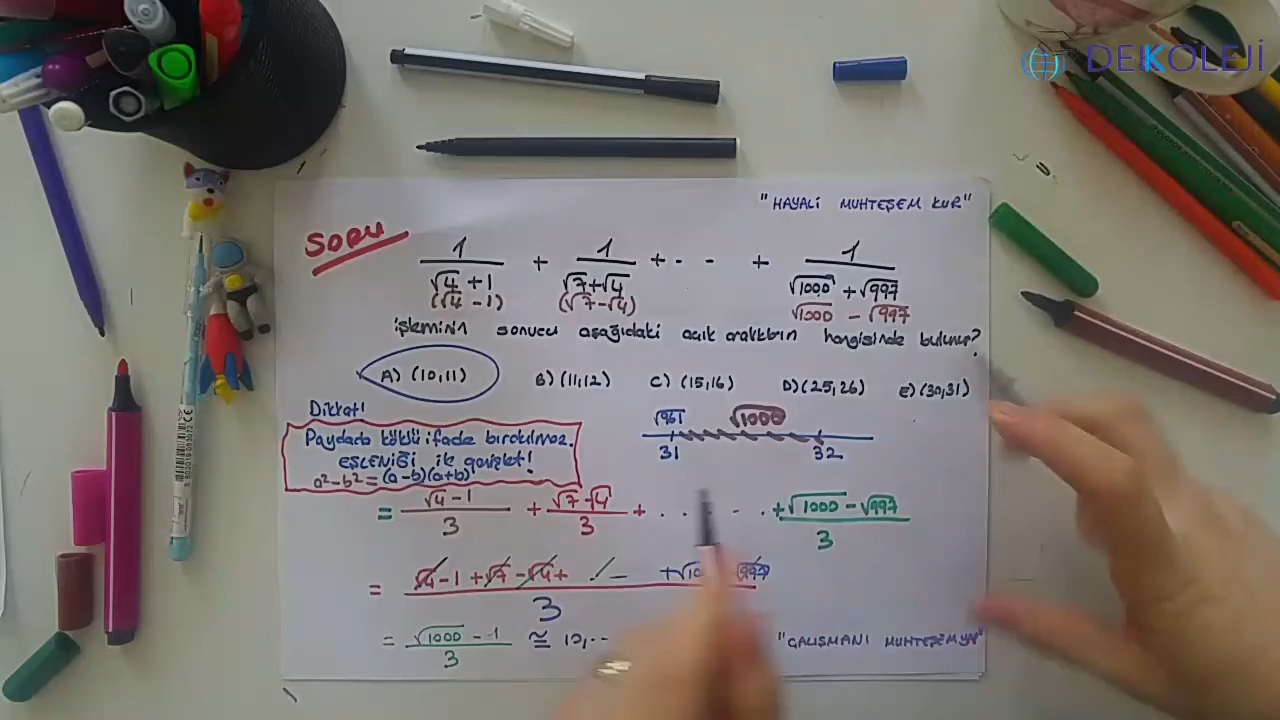 DEKOLEJİ
"HAYALİ MUHTEŞEM KUR"
SORU
1/(√4 + 1) + 1/(√7 + √4) + . . . + 1/(√1000 + √997)
(√4 - 1) (√7 - √4) √1000 - √997
işleminin sonucu aşağıdaki açık aralıkların hangisinde bulunur?
A) (10,11) B) (11,12) C) (15,16) D) (25,26) E) (30,31)
Dikkat!
Paydada köklü ifade bırakılmaz.
EŞLENİĞİ ile genişlet!
a²-b² = (a-b)(a+b)
√961 √1000
31 32
= (√4 - 1)/3 + (√7 - √4)/3 + . . . . . + (√1000 - √997)/3
= (√4 - 1 + √7 - √4 +
= (√1000 - 1)/3 ≅ 10,..
"ÇALIŞMANI MUHTEŞEM YAP"